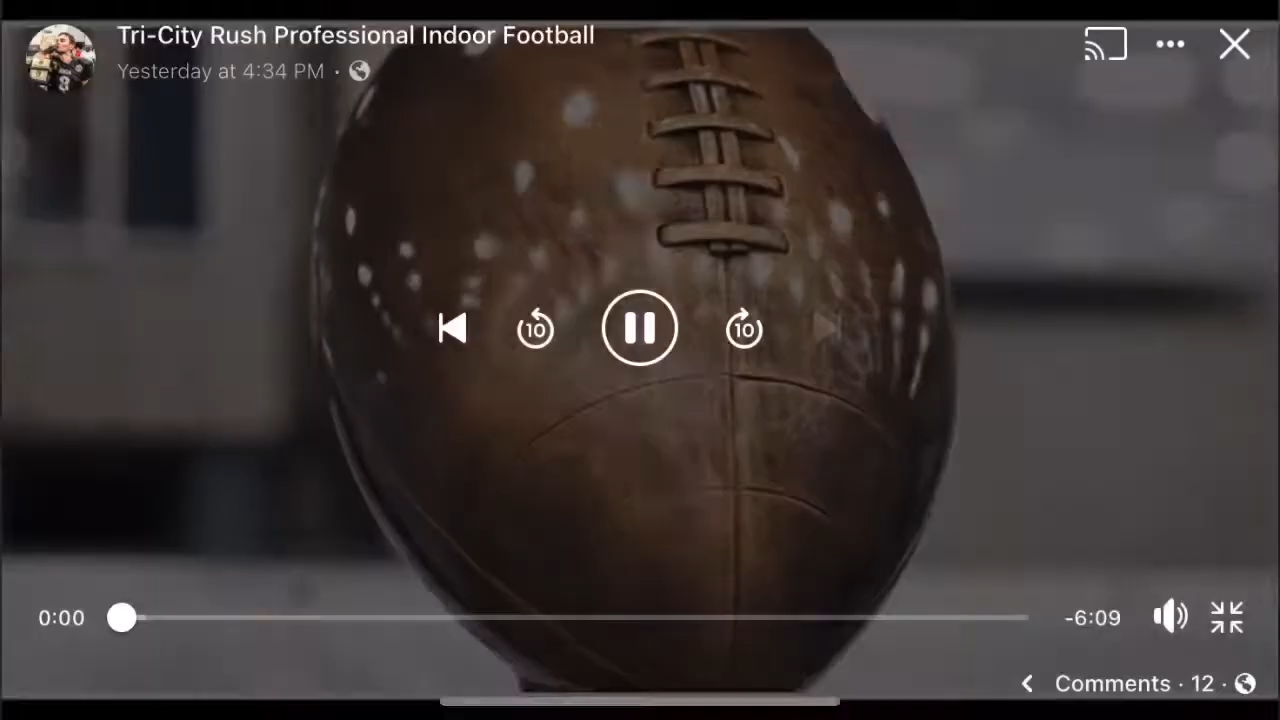 Tri-City Rush Professional Indoor Football
Yesterday at 4:34 PM ·
10
10
0:00
-6:09
Comments · 12 ·